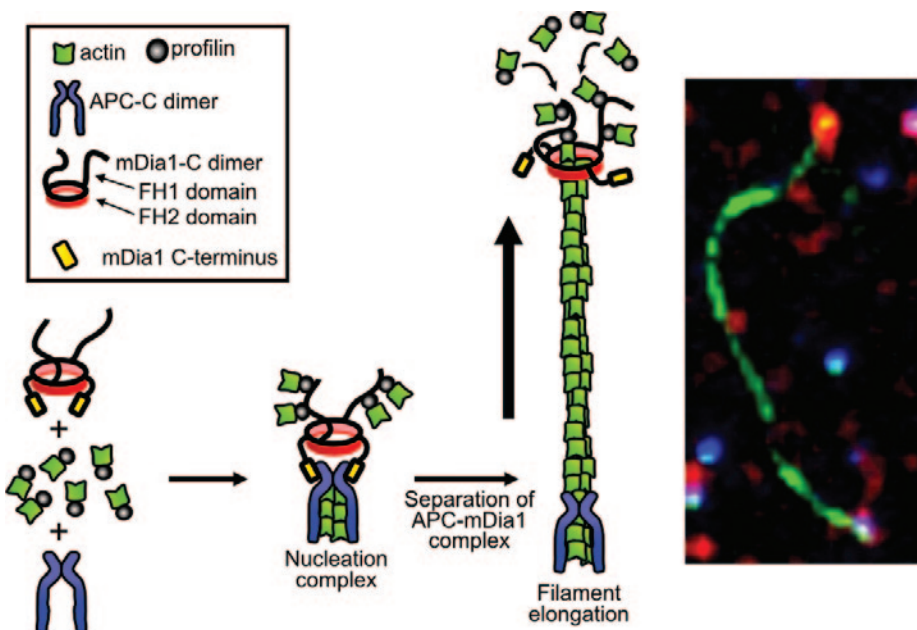 actin
profilin
APC-C dimer
mDia1-C dimer
FH1 domain
FH2 domain
mDia1 C-terminus
+
+
Nucleation
complex
Separation of
APC-mDia1
complex
Filament
elongation